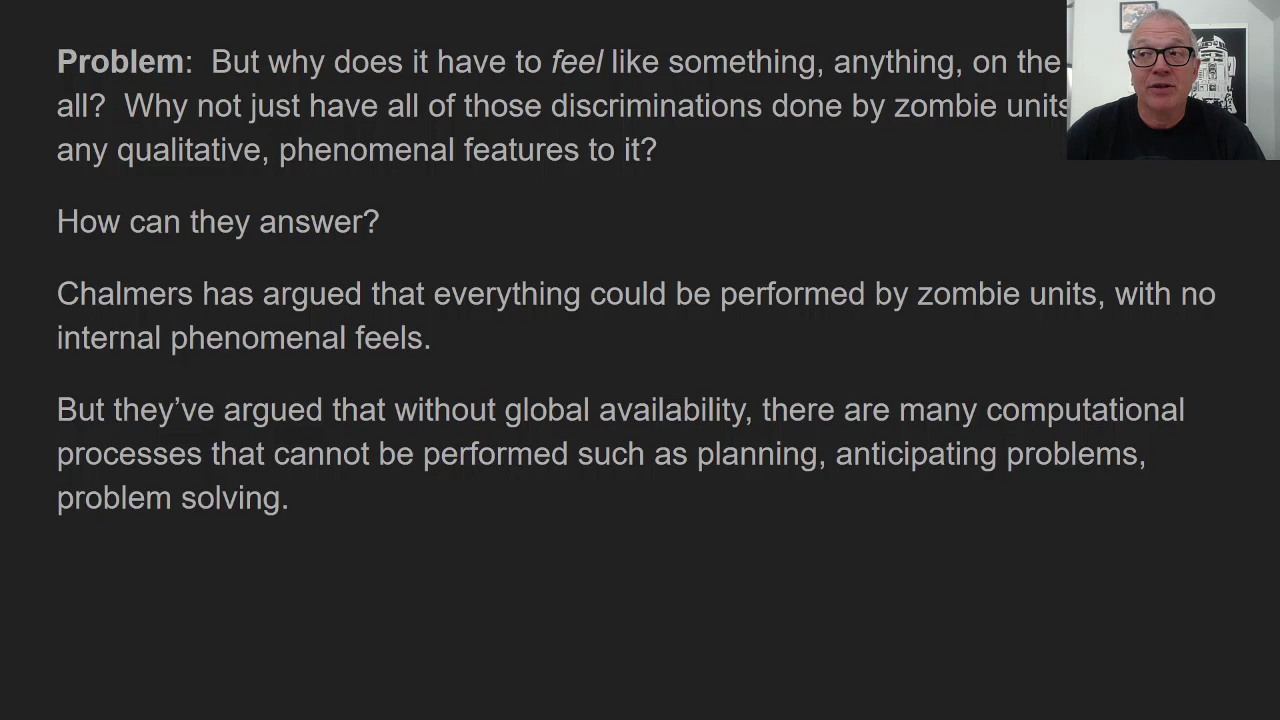 Problem: But why does it have to feel like something, anything, on the
all? Why not just have all of those discriminations done by zombie units
any qualitative, phenomenal features to it?
How can they answer?
Chalmers has argued that everything could be performed by zombie units, with no
internal phenomenal feels.
But they’ve argued that without global availability, there are many computational
processes that cannot be performed such as planning, anticipating problems,
problem solving.